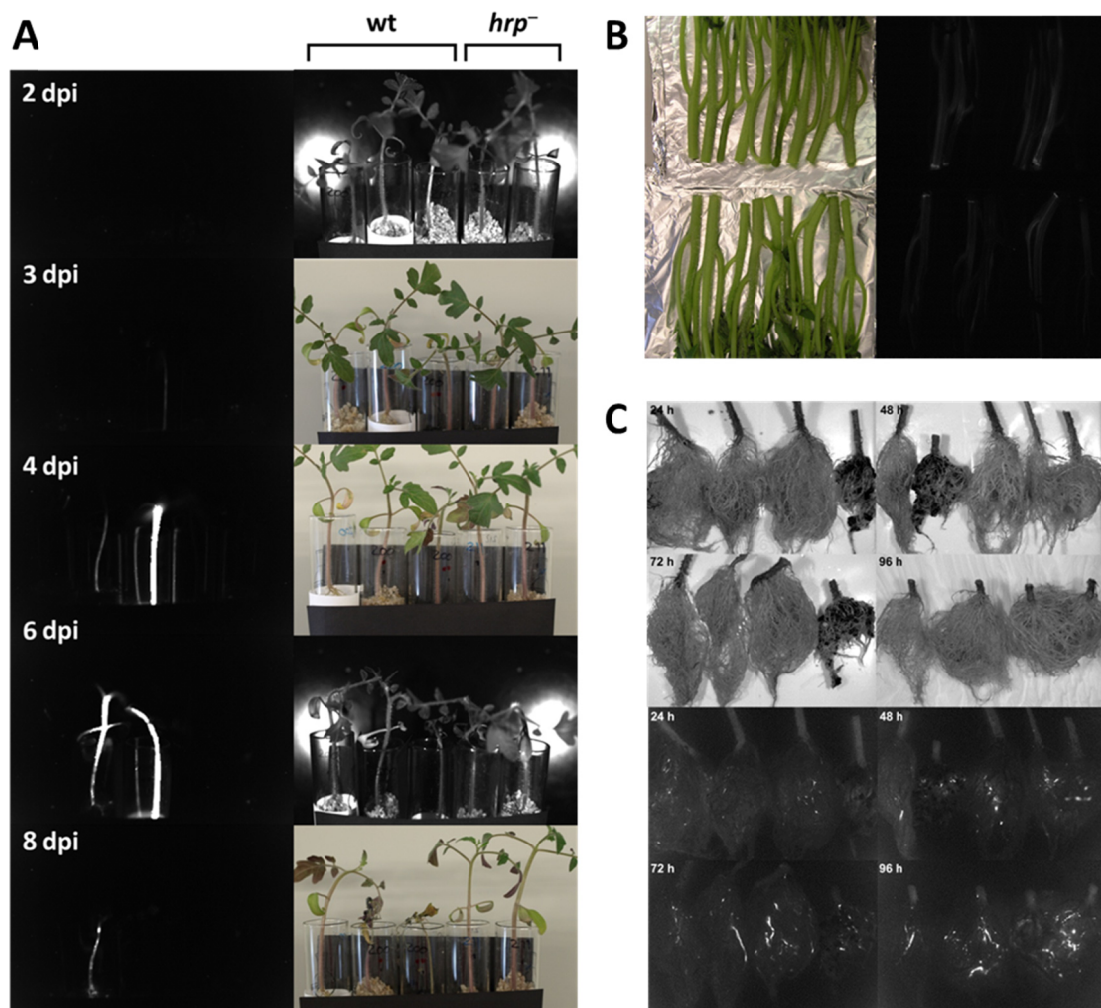 A
wt hrp–
2 dpi
3 dpi
4 dpi
6 dpi
8 dpi
B
C
24 h 48 h
72 h 96 h
24 h 48 h
72 h 96 h